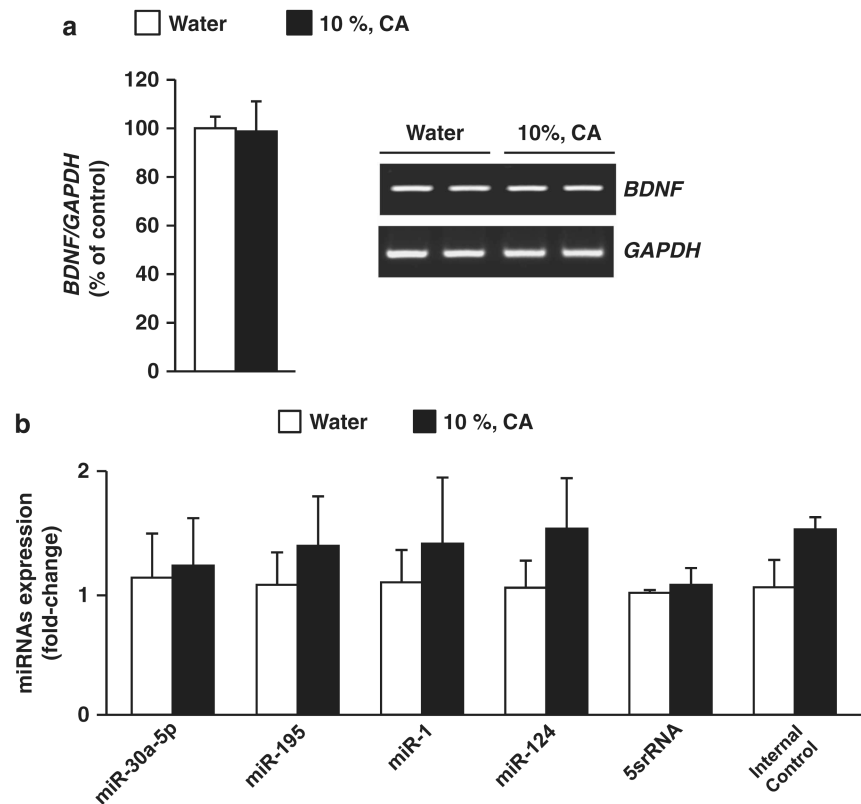 a
Water
10 %, CA
BDNF/GAPDH
(% of control)
120
100
80
60
40
20
0
Water
10%, CA
BDNF
GAPDH
b
Water
10 %, CA
miRNAs expression
(fold-change)
2
1
0
miR-30a-5p
miR-195
miR-1
miR-124
5srRNA
Internal
Control